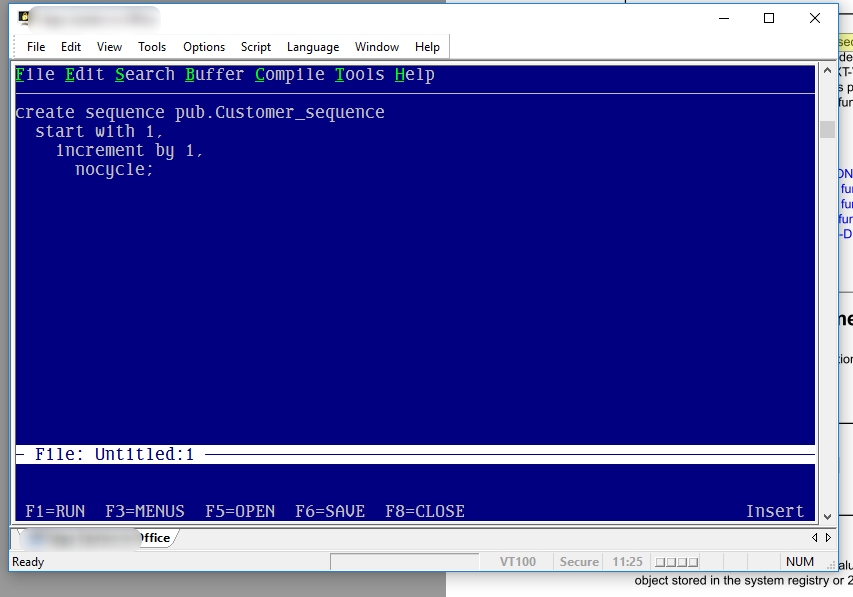 File Edit View Tools Options Script Language Window Help
File Edit Search Buffer Compile Tools Help
create sequence pub.Customer_sequence
start with 1,
increment by 1,
nocycle;
File: Untitled:1
F1=RUN F3=MENUS F5=OPEN F6=SAVE F8=CLOSE Insert
Office
Ready VT100 Secure 11:25 NUM
object stored in the system registry or 2